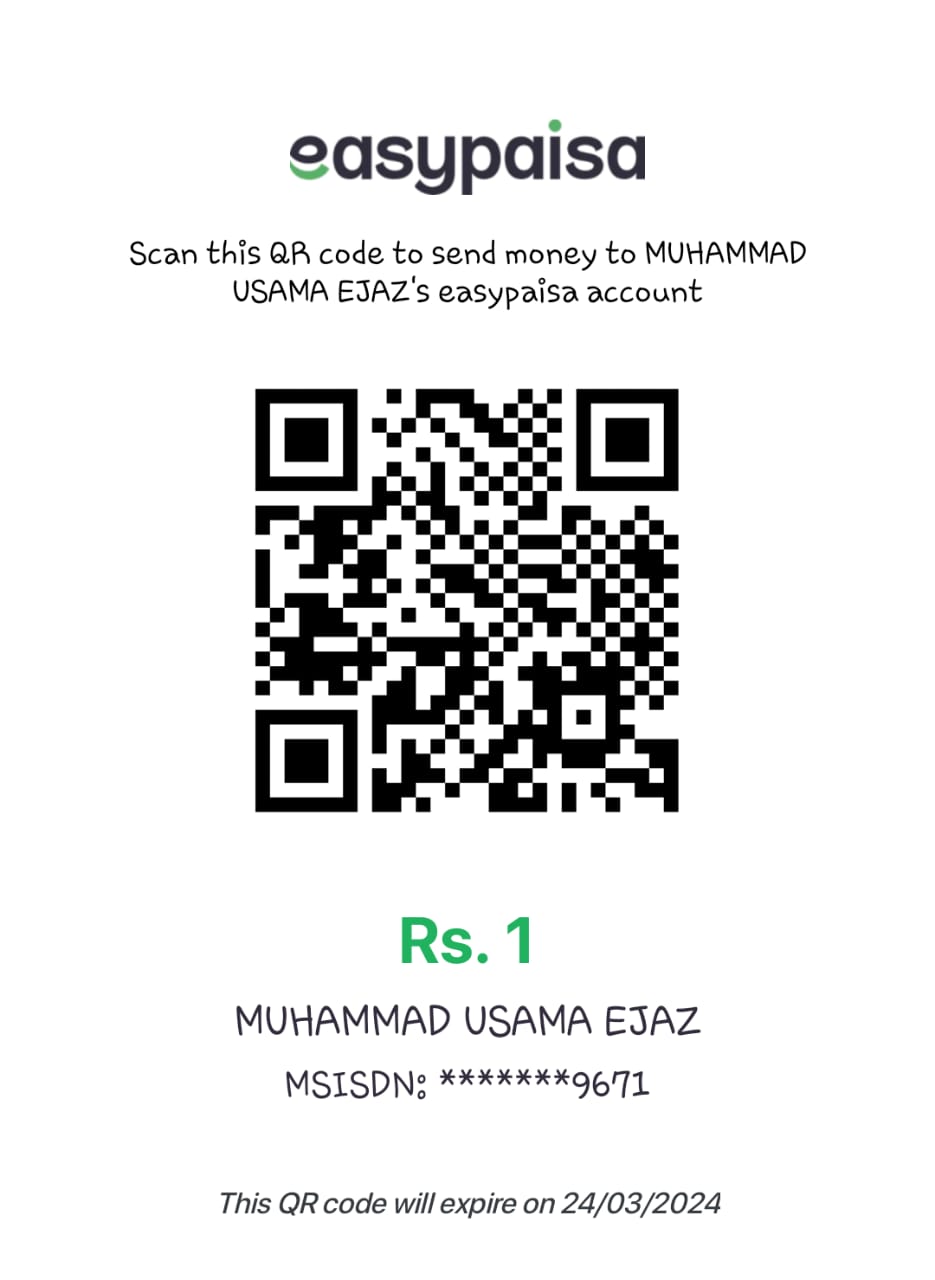 easypaisa
Scan this QR code to send money to MUHAMMAD
USAMA EJAZ's easypaisa account
Rs. 1
MUHAMMAD USAMA EJAZ
MSISDN: *******9671
This QR code will expire on 24/03/2024